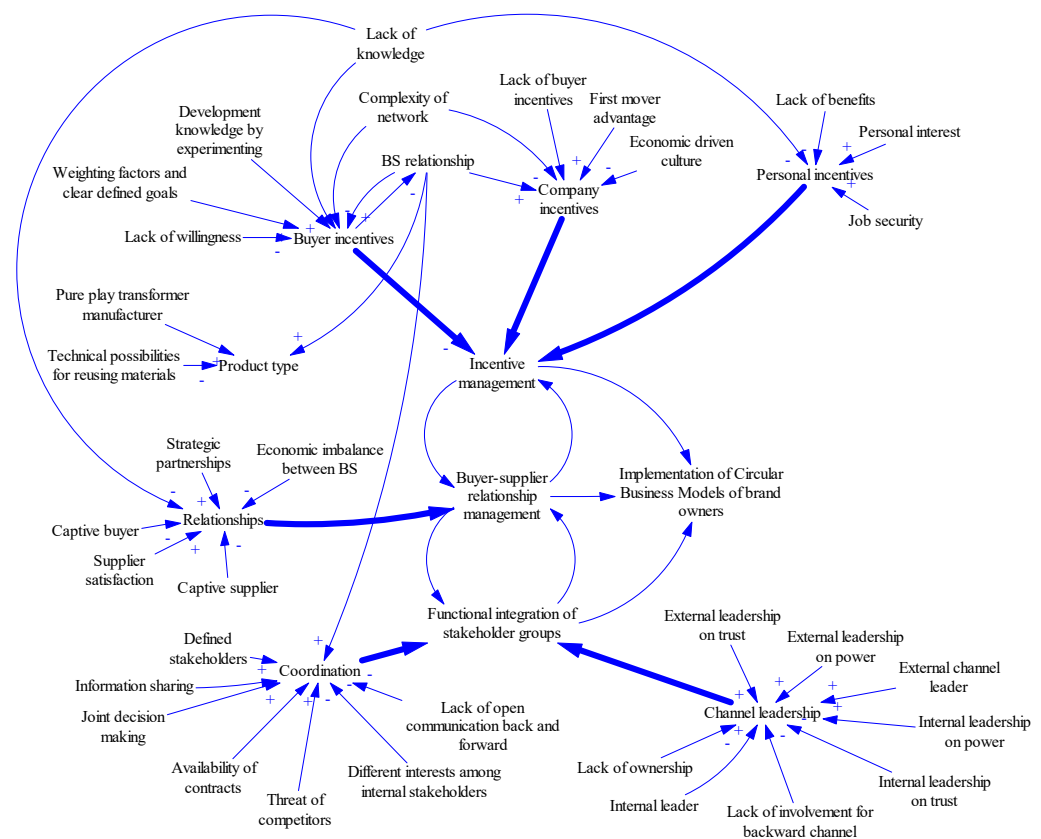 Lack of
knowledge
Complexity of
network
Lack of buyer
incentives
First mover
advantage
Lack of benefits
Development
knowledge by
experimenting
Economic driven
culture
Personal interest
BS relationship
Weighting factors and
clear defined goals
Company
incentives
Personal incentives
Job security
Lack of willingness
Buyer incentives
Pure play transformer
manufacturer
Technical possibilities
for reusing materials
Product type
Incentive
management
Strategic
partnerships
Economic imbalance
between BS
Buyer-supplier
relationship
management
Implementation of Circular
Business Models of brand
owners
Relationships
Captive buyer
Supplier
satisfaction
Captive supplier
Functional integration of
stakeholder groups
External leadership
on trust
External leadership
on power
External channel
leader
Defined
stakeholders
Coordination
Information sharing
Joint decision
making
Lack of open
communication back and
forward
Channel leadership
Internal leadership
on power
Availability of
contracts
Threat of
competitors
Different interests among
internal stakeholders
Lack of ownership
Internal leader
Lack of involvement for
backward channel
Internal leadership
on trust